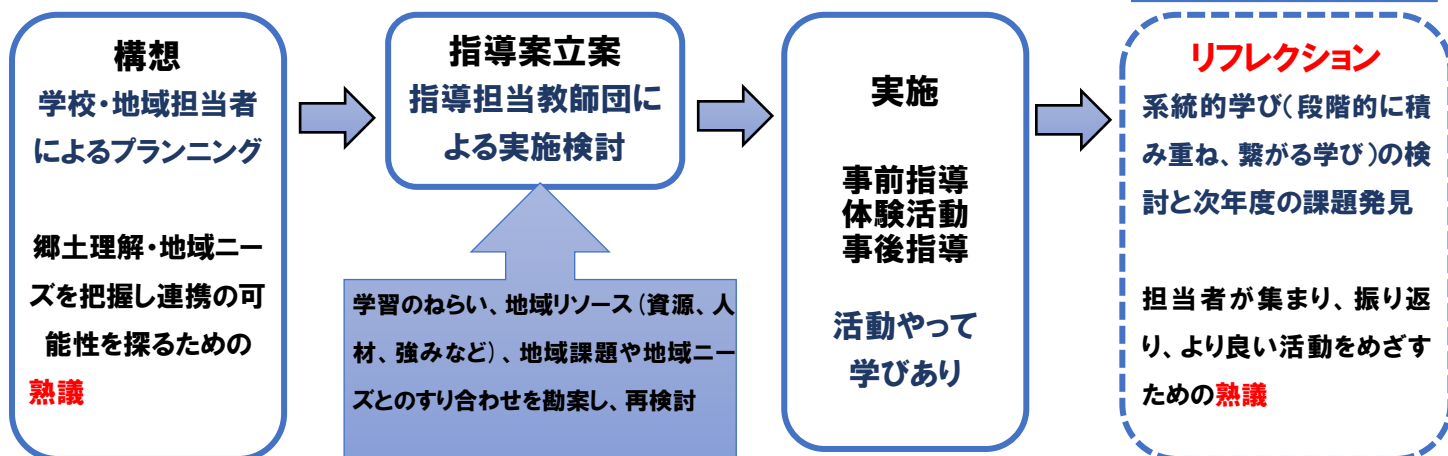 構想
学校・地域担当者
によるプランニング
郷土理解・地域ニー
ズを把握し連携の可
能性を探るための
熟議
指導案立案
指導担当教師団に
よる実施検討
学習のねらい、地域リソース（資源、人
材、強みなど）、地域課題や地域ニー
ズとのすり合わせを勘案し、再検討
実施
事前指導
体験活動
事後指導
活動やって
学びあり
リフレクション
系統的学び（段階的に積
み重ね、繋がる学び）の検
討と次年度の課題発見
担当者が集まり、振り返
り、より良い活動をめざす
ための熟議